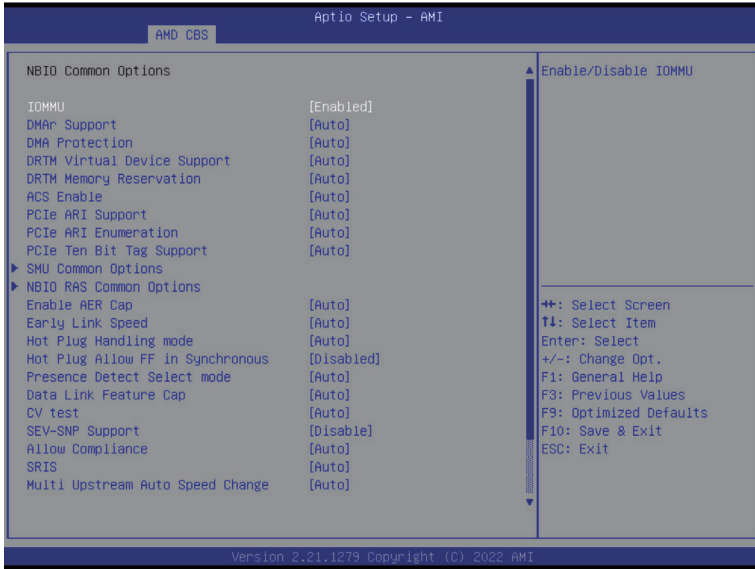 Aptio Setup – AMI
AMD CBS
NBIO Common Options
IOMMU [Enabled]
DMAr Support [Auto]
DMA Protection [Auto]
DRTM Virtual Device Support [Auto]
DRTM Memory Reservation [Auto]
ACS Enable [Auto]
PCIe ARI Support [Auto]
PCIe ARI Enumeration [Auto]
PCIe Ten Bit Tag Support [Auto]
SMU Common Options
NBIO RAS Common Options
Enable AER Cap [Auto]
Early Link Speed [Auto]
Hot Plug Handling mode [Auto]
Hot Plug Allow FF in Synchronous [Disabled]
Presence Detect Select mode [Auto]
Data Link Feature Cap [Auto]
CV test [Auto]
SEV-SNP Support [Disable]
Allow Compliance [Auto]
SRIS [Auto]
Multi Upstream Auto Speed Change [Auto]
Enable/Disable IOMMU
→←: Select Screen
↑↓: Select Item
Enter: Select
+/-: Change Opt.
F1: General Help
F3: Previous Values
F9: Optimized Defaults
F10: Save & Exit
ESC: Exit
Version 2.21.1279 Copyright (C) 2022 AMI